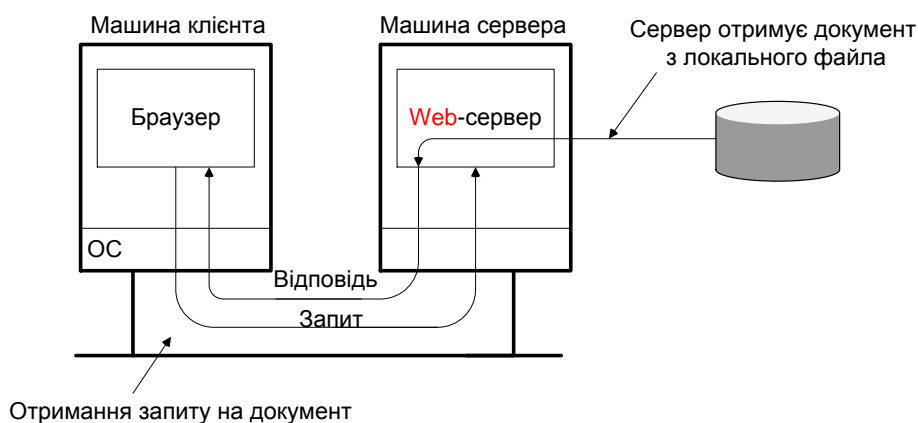 Машина клієнта
Машина сервера
Сервер отримує документ
з локального файла
Браузер
Web-сервер
ОС
Відповідь
Запит
Отримання запиту на документ